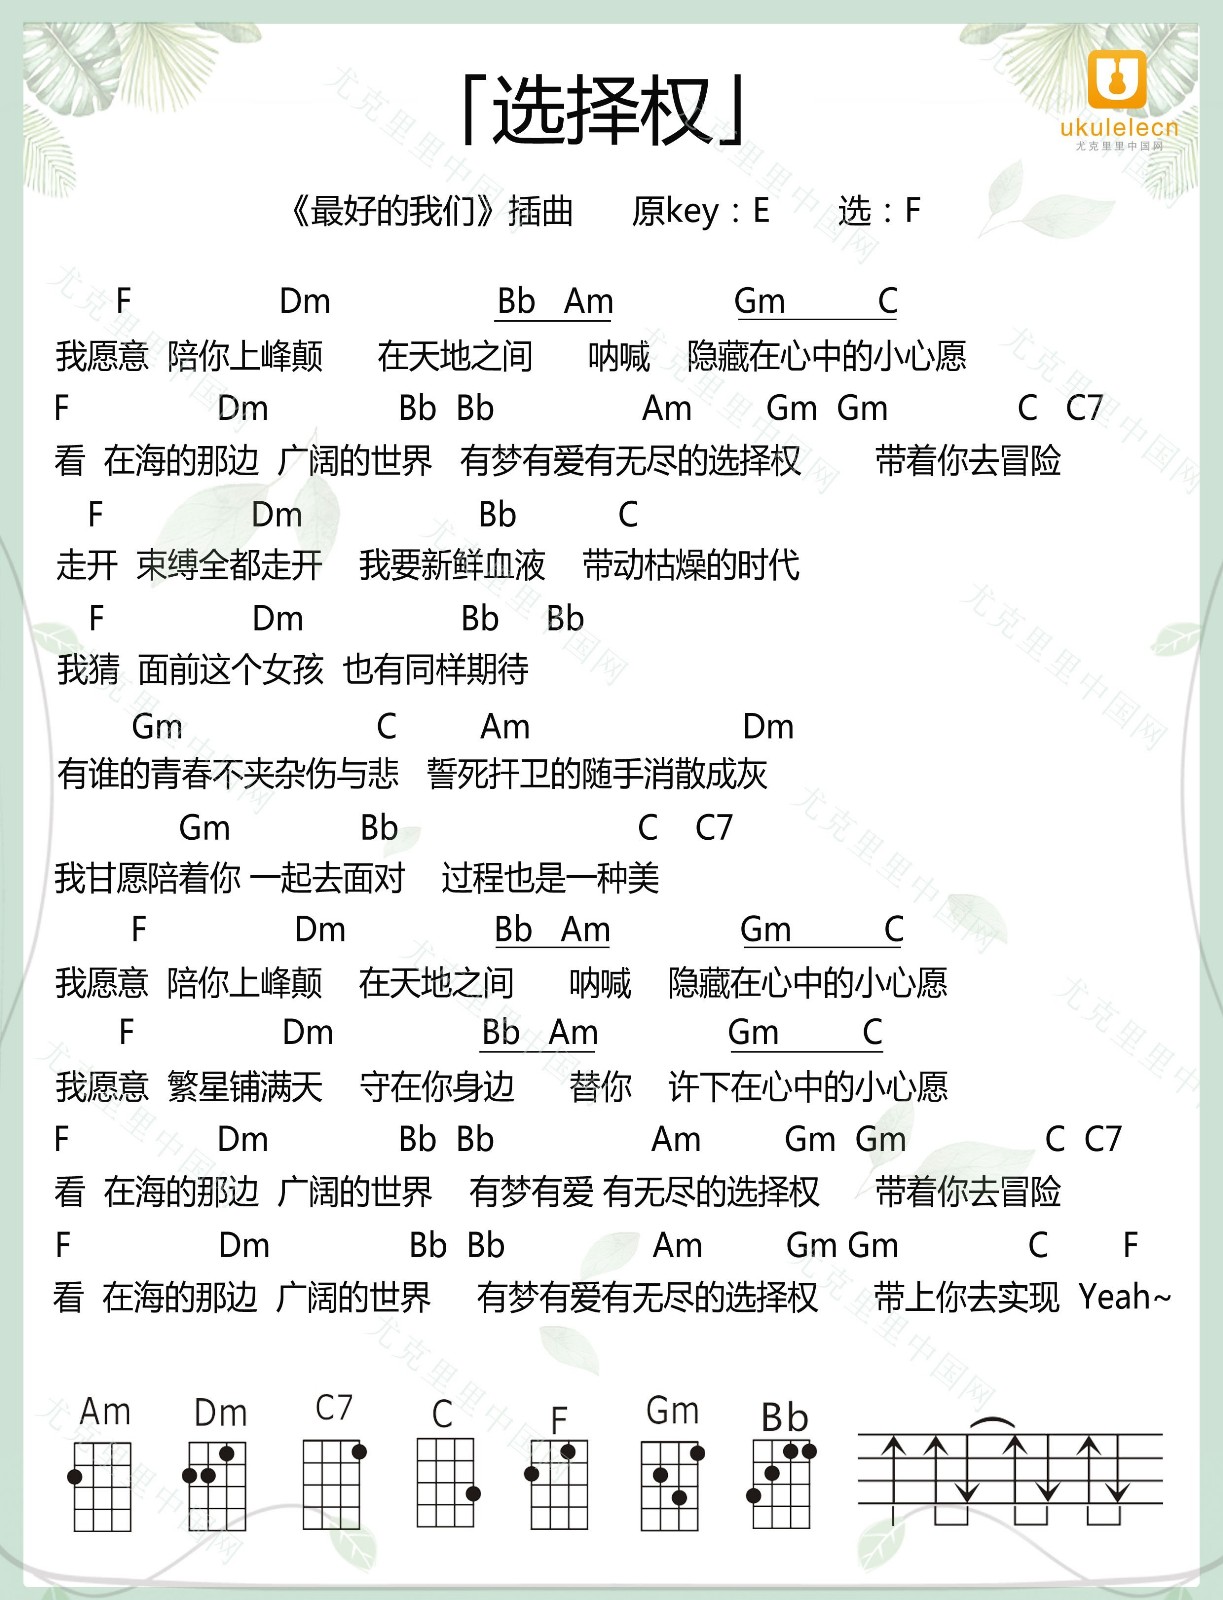 「选择权」
ukulelecn
尤克里里中国网
《最好的我们》插曲 原key：E 选：F
F Dm Bb Am Gm C
我愿意 陪你上峰颠 在天地之间 呐喊 隐藏在心中的小心愿
F Dm Bb Bb Am Gm Gm C C7
看 在海的那边 广阔的世界 有梦有爱有无尽的选择权 带着你去冒险
F Dm Bb C
走开 束缚全都走开 我要新鲜血液 带动枯燥的时代
F Dm Bb Bb
我猜 面前这个女孩 也有同样期待
Gm C Am Dm
有谁的青春不夹杂伤与悲 誓死扞卫的随手消散成灰
Gm Bb C C7
我甘愿陪着你 一起去面对 过程也是一种美
F Dm Bb Am Gm C
我愿意 陪你上峰颠 在天地之间 呐喊 隐藏在心中的小心愿
F Dm Bb Am Gm C
我愿意 繁星铺满天 守在你身边 替你 许下在心中的小心愿
F Dm Bb Bb Am Gm Gm C C7
看 在海的那边 广阔的世界 有梦有爱 有无尽的选择权 带着你去冒险
F Dm Bb Bb Am Gm Gm C F
看 在海的那边 广阔的世界 有梦有爱有无尽的选择权 带上你去实现 Yeah~
Am Dm C7 C F Gm Bb